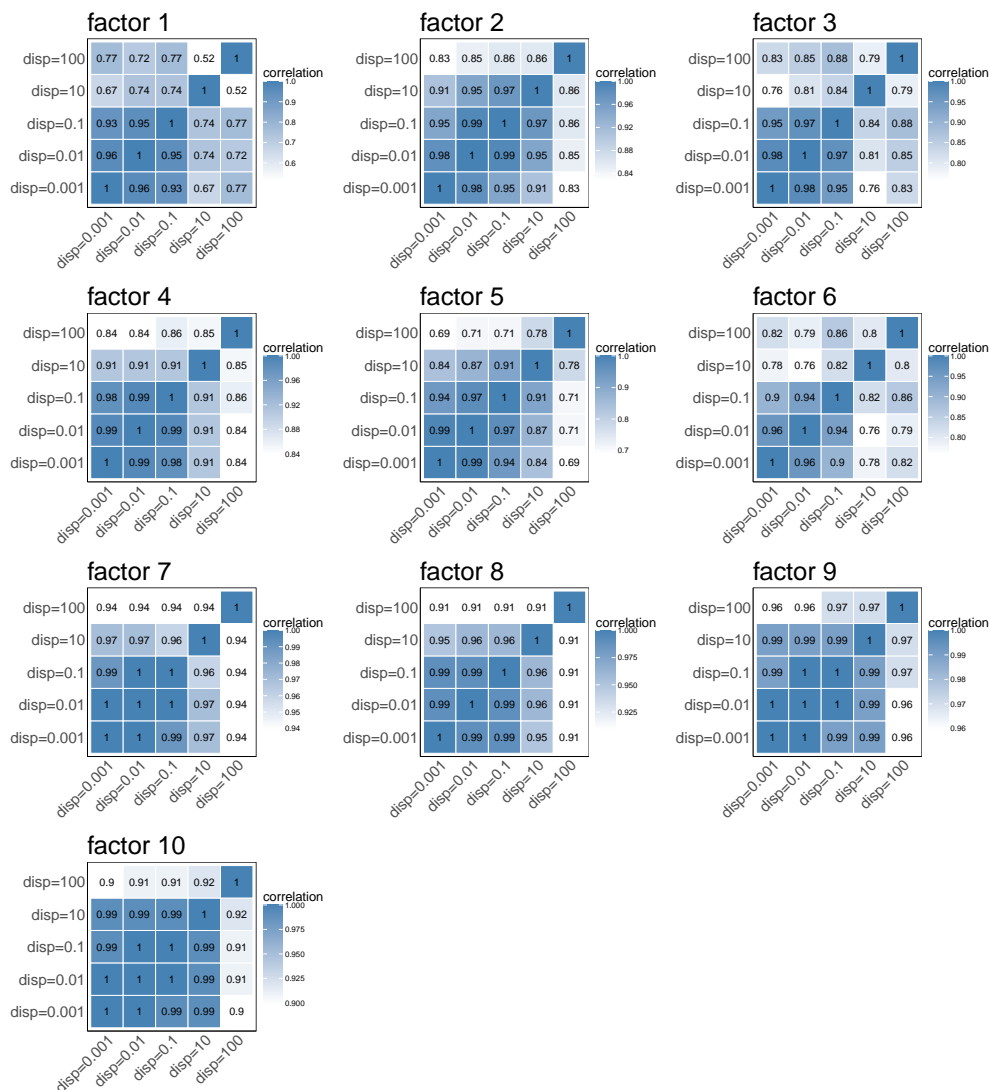 factor 1
disp=100 0.77 0.72 0.77 0.52 1
disp=10 0.67 0.74 0.74 1 0.52
disp=0.1 0.93 0.95 1 0.74 0.77
disp=0.01 0.96 1 0.95 0.74 0.72
disp=0.001 1 0.96 0.93 0.67 0.77
disp=0.001 disp=0.01 disp=0.1 disp=10 disp=100
correlation
1.0
0.9
0.8
0.7
0.6
factor 2
0.83 0.85 0.86 0.86 1
0.91 0.95 0.97 1 0.86
0.95 0.99 1 0.97 0.86
0.98 1 0.99 0.95 0.85
1 0.98 0.95 0.91 0.83
disp=0.001 disp=0.01 disp=0.1 disp=10 disp=100
correlation
1.00
0.96
0.92
0.88
0.84
factor 3
0.83 0.85 0.88 0.79 1
0.76 0.81 0.84 1 0.79
0.95 0.97 1 0.84 0.88
0.98 1 0.97 0.81 0.85
1 0.98 0.95 0.76 0.83
disp=0.001 disp=0.01 disp=0.1 disp=10 disp=100
correlation
1.00
0.95
0.90
0.85
0.80
factor 4
disp=100 0.84 0.84 0.86 0.85 1
disp=10 0.91 0.91 0.91 1 0.85
disp=0.1 0.98 0.99 1 0.91 0.86
disp=0.01 0.99 1 0.99 0.91 0.84
disp=0.001 1 0.99 0.98 0.91 0.84
disp=0.001 disp=0.01 disp=0.1 disp=10 disp=100
correlation
1.00
0.96
0.92
0.88
0.84
factor 5
disp=100 0.69 0.71 0.71 0.78 1
disp=10 0.84 0.87 0.91 1 0.78
disp=0.1 0.94 0.97 1 0.91 0.71
disp=0.01 0.99 1 0.97 0.87 0.71
disp=0.001 1 0.99 0.94 0.84 0.69
disp=0.001 disp=0.01 disp=0.1 disp=10 disp=100
correlation
1.0
0.9
0.8
0.7
factor 6
disp=100 0.82 0.79 0.86 0.8 1
disp=10 0.78 0.76 0.82 1 0.8
disp=0.1 0.9 0.94 1 0.82 0.86
disp=0.01 0.96 1 0.94 0.76 0.79
disp=0.001 1 0.96 0.9 0.78 0.82
disp=0.001 disp=0.01 disp=0.1 disp=10 disp=100
correlation
1.00
0.95
0.90
0.85
0.80
factor 7
disp=100 0.94 0.94 0.94 0.94 1
disp=10 0.97 0.97 0.96 1 0.94
disp=0.1 0.99 1 1 0.96 0.94
disp=0.01 1 1 1 0.97 0.94
disp=0.001 1 1 0.99 0.97 0.94
disp=0.001 disp=0.01 disp=0.1 disp=10 disp=100
correlation
1.00
0.99
0.98
0.97
0.96
0.95
0.94
factor 8
disp=100 0.91 0.91 0.91 0.91 1
disp=10 0.95 0.96 0.96 1 0.91
disp=0.1 0.99 0.99 1 0.96 0.91
disp=0.01 0.99 1 0.99 0.96 0.91
disp=0.001 1 0.99 0.99 0.95 0.91
disp=0.001 disp=0.01 disp=0.1 disp=10 disp=100
correlation
1.000
0.975
0.950
0.925
factor 9
disp=100 0.96 0.96 0.97 0.97 1
disp=10 0.99 0.99 0.99 1 0.97
disp=0.1 0.99 1 1 0.99 0.97
disp=0.01 1 1 1 0.99 0.96
disp=0.001 1 1 0.99 0.99 0.96
disp=0.001 disp=0.01 disp=0.1 disp=10 disp=100
correlation
1.00
0.99
0.98
0.97
0.96
factor 10
disp=100 0.9 0.91 0.91 0.92 1
disp=10 0.99 0.99 0.99 1 0.92
disp=0.1 0.99 1 1 0.99 0.91
disp=0.01 1 1 1 0.99 0.91
disp=0.001 1 1 0.99 0.99 0.9
disp=0.001 disp=0.01 disp=0.1 disp=10 disp=100
correlation
1.000
0.975
0.950
0.925
0.900